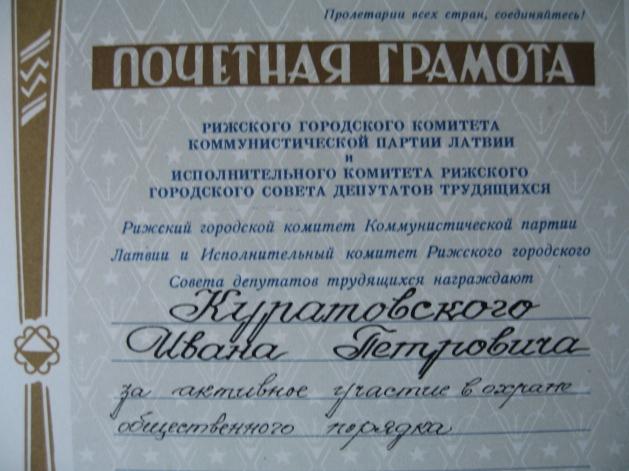 Пролетарии всех стран, соединяйтесь!
ПОЧЕТНАЯ ГРАМОТА
РИЖСКОГО ГОРОДСКОГО КОМИТЕТА
КОММУНИСТИЧЕСКОЙ ПАРТИИ ЛАТВИИ
и
ИСПОЛНИТЕЛЬНОГО КОМИТЕТА РИЖСКОГО
ГОРОДСКОГО СОВЕТА ДЕПУТАТОВ ТРУДЯЩИХСЯ
Рижский городской комитет Коммунистической партии
Латвии и Исполнительный комитет Рижского городского
Совета депутатов трудящихся награждают
Куратовского
Ивана Петровича
за активное участие в охране
общественного порядка